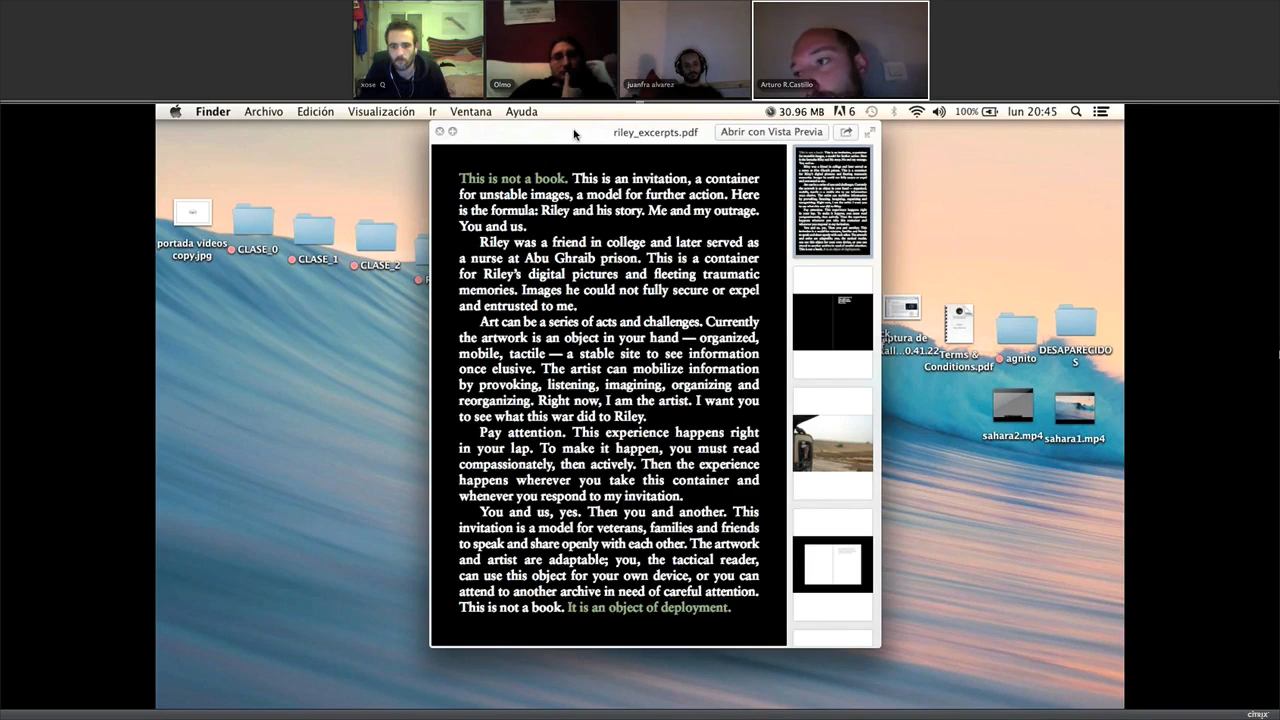 xose Q
Olmo
juanfra alvarez
Arturo R.Castillo
Finder Archivo Edición Visualización Ir Ventana Ayuda 30.96 MB 6 100% lun 20:45
riley_excerpts.pdf Abrir con Vista Previa
This is not a book. This is an invitation, a container
for unstable images, a model for further action. Here
is the formula: Riley and his story. Me and my outrage.
You and us.
Riley was a friend in college and later served as
a nurse at Abu Ghraib prison. This is a container
for Riley’s digital pictures and fleeting traumatic
memories. Images he could not fully secure or expel
and entrusted to me.
Art can be a series of acts and challenges. Currently
the artwork is an object in your hand — organized,
mobile, tactile — a stable site to see information
once elusive. The artist can mobilize information
by provoking, listening, imagining, organizing and
reorganizing. Right now, I am the artist. I want you
to see what this war did to Riley.
Pay attention. This experience happens right
in your lap. To make it happen, you must read
compassionately, then actively. Then the experience
happens wherever you take this container and
whenever you respond to my invitation.
You and us, yes. Then you and another. This
invitation is a model for veterans, families and friends
to speak and share openly with each other. The artwork
and artist are adaptable; you, the tactical reader,
can use this object for your own device, or you can
attend to another archive in need of careful attention.
This is not a book. It is an object of deployment.
portada videos
copy.jpg
CLASE_0
CLASE_1
CLASE_2
ptura de
tall...0.41.22
Terms &
Conditions.pdf
agnito
DESAPARECIDO
S
sahara2.mp4
sahara1.mp4
CITRIX